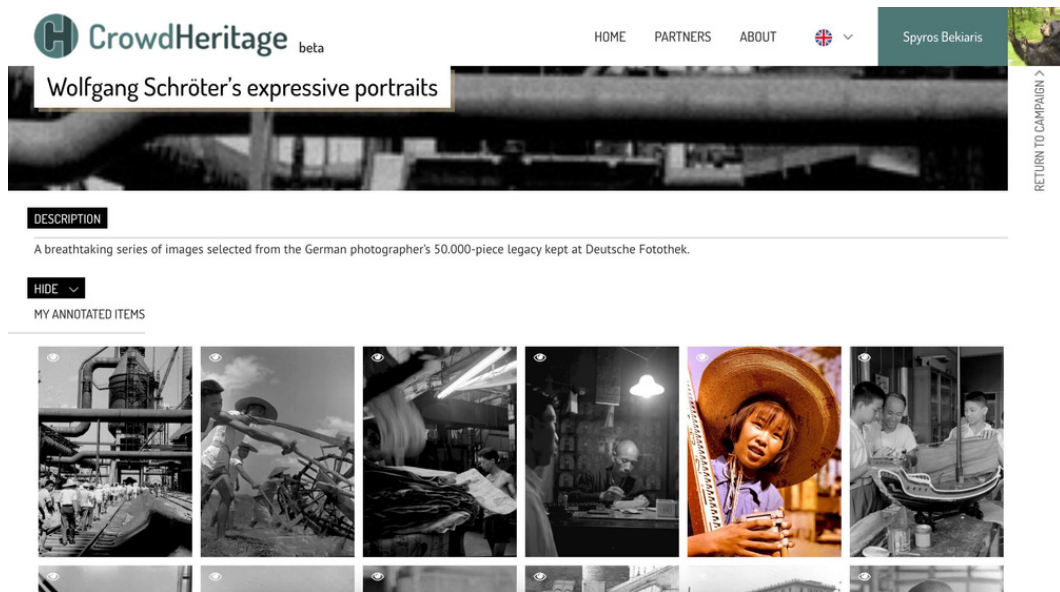 CrowdHeritage beta
HOME PARTNERS ABOUT
Spyros Bekiaris
Wolfgang Schröter's expressive portraits
RETURN TO CAMPAIGN >
DESCRIPTION
A breathtaking series of images selected from the German photographer's 50.000-piece legacy kept at Deutsche Fotothek.
HIDE
MY ANNOTATED ITEMS